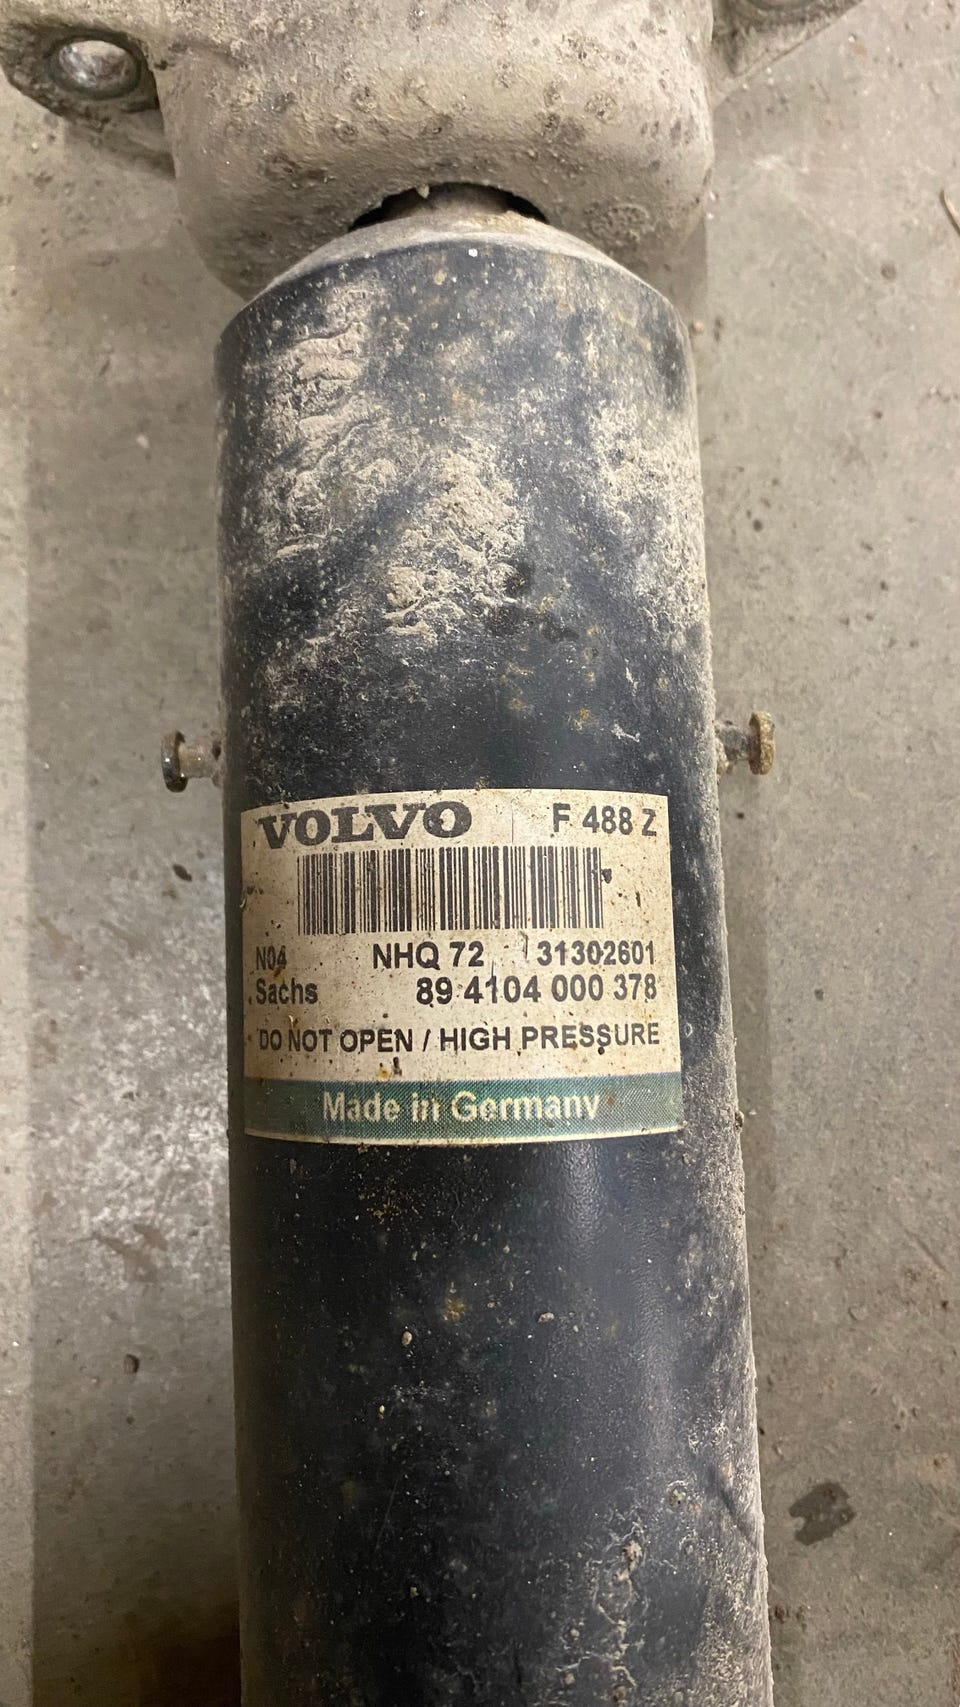 VOLVO F 488 Z
N04 NHQ 72 31302601
Sachs 89 4104 000 378
DO NOT OPEN / HIGH PRESSURE
Made in Germany